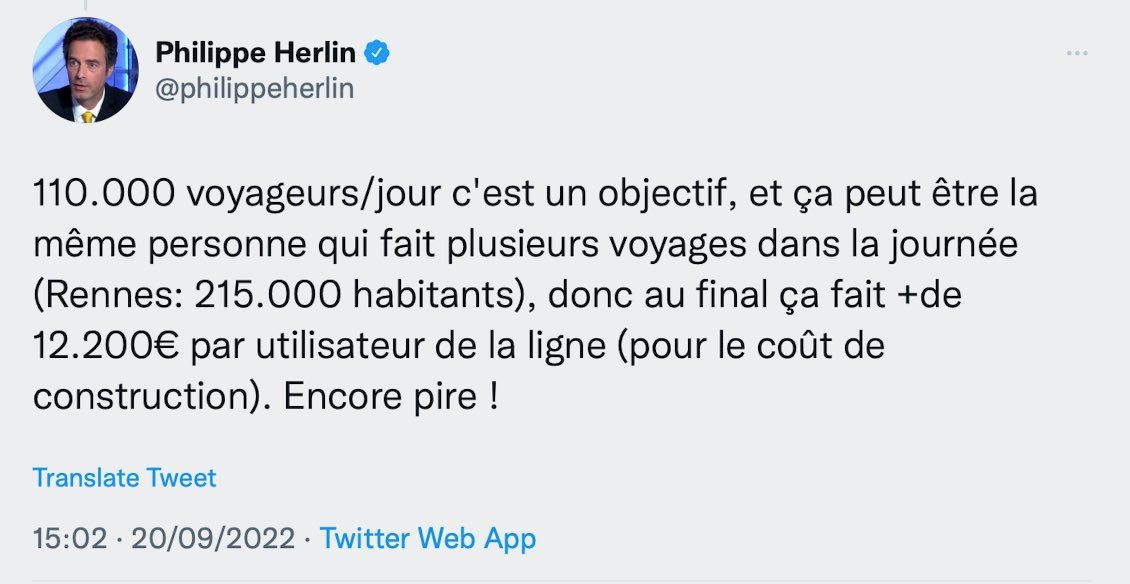 Philippe Herlin
@philippeherlin
110.000 voyageurs/jour c'est un objectif, et ça peut être la
même personne qui fait plusieurs voyages dans la journée
(Rennes: 215.000 habitants), donc au final ça fait +de
12.200€ par utilisateur de la ligne (pour le coût de
construction). Encore pire !
Translate Tweet
15:02 · 20/09/2022 · Twitter Web App